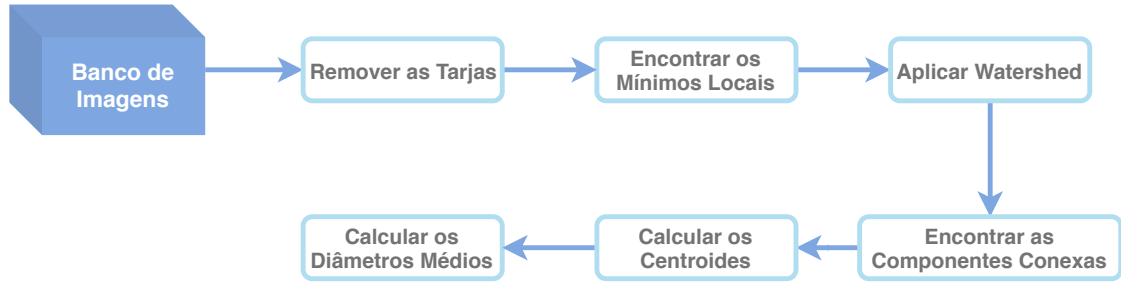 Banco de
Imagens
Remover as Tarjas
Encontrar os
Mínimos Locais
Aplicar Watershed
Encontrar as
Componentes Conexas
Calcular os
Centroides
Calcular os
Diâmetros Médios